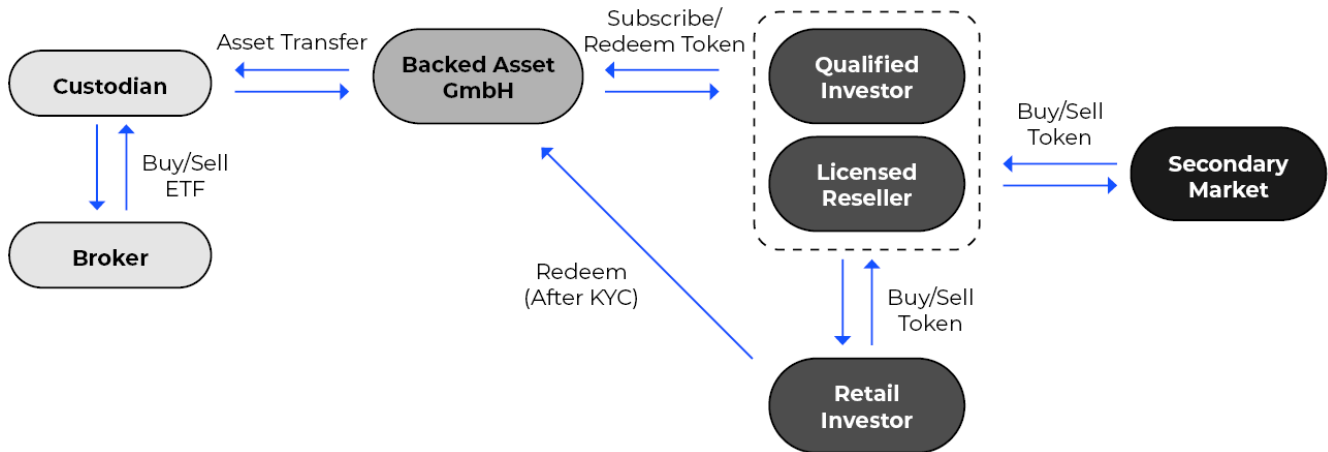 Asset Transfer
Custodian
Buy/Sell
ETF
Broker
Backed Asset
GmbH
Subscribe/
Redeem Token
Qualified
Investor
Licensed
Reseller
Buy/Sell
Token
Secondary
Market
Redeem
(After KYC)
Buy/Sell
Token
Retail
Investor